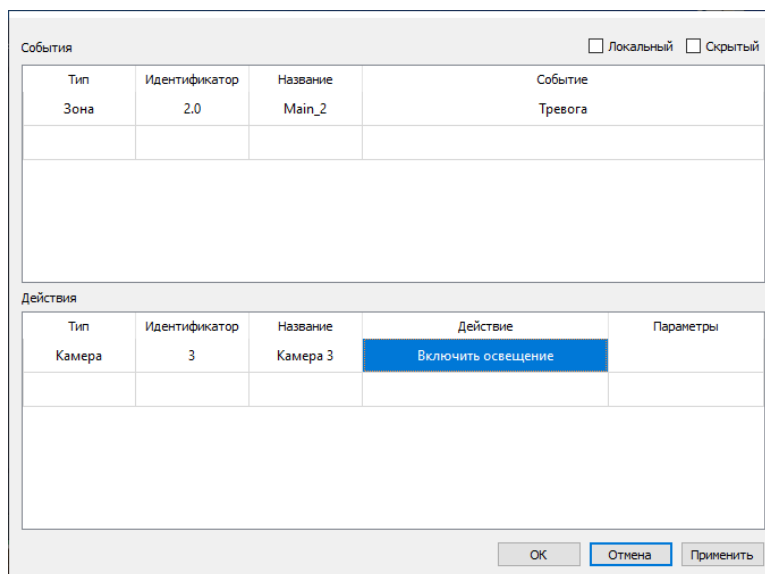 События Локальный Скрытый
Тип Идентификатор Название Событие
Зона 2.0 Main_2 Тревога
Действия
Тип Идентификатор Название Действие Параметры
Камера 3 Камера 3 Включить освещение
OK Отмена Применить